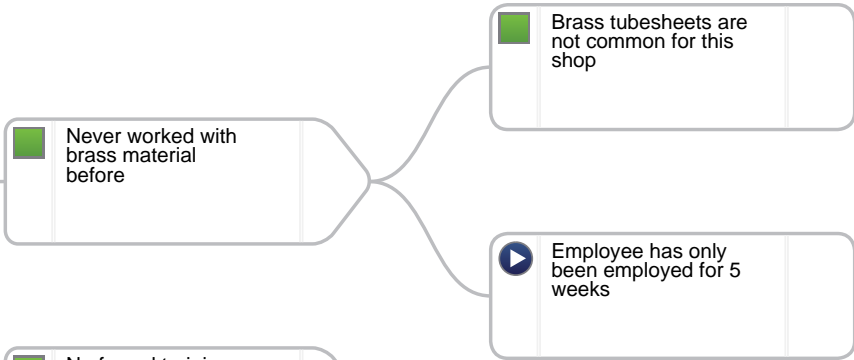 Brass tubesheets are
not common for this
shop
Never worked with
brass material
before
Employee has only
been employed for 5
weeks